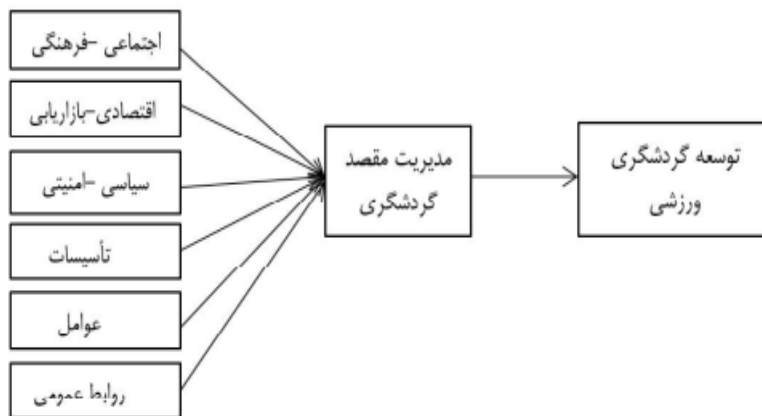 اجتماعی -فرهنگی
اقتصادی-بازاریابی
سیاسی -امنیتی
تأسیسات
عوامل
روابط عمومی
مدیریت مقصد
گردشگری
توسعه گردشگری
ورزشی